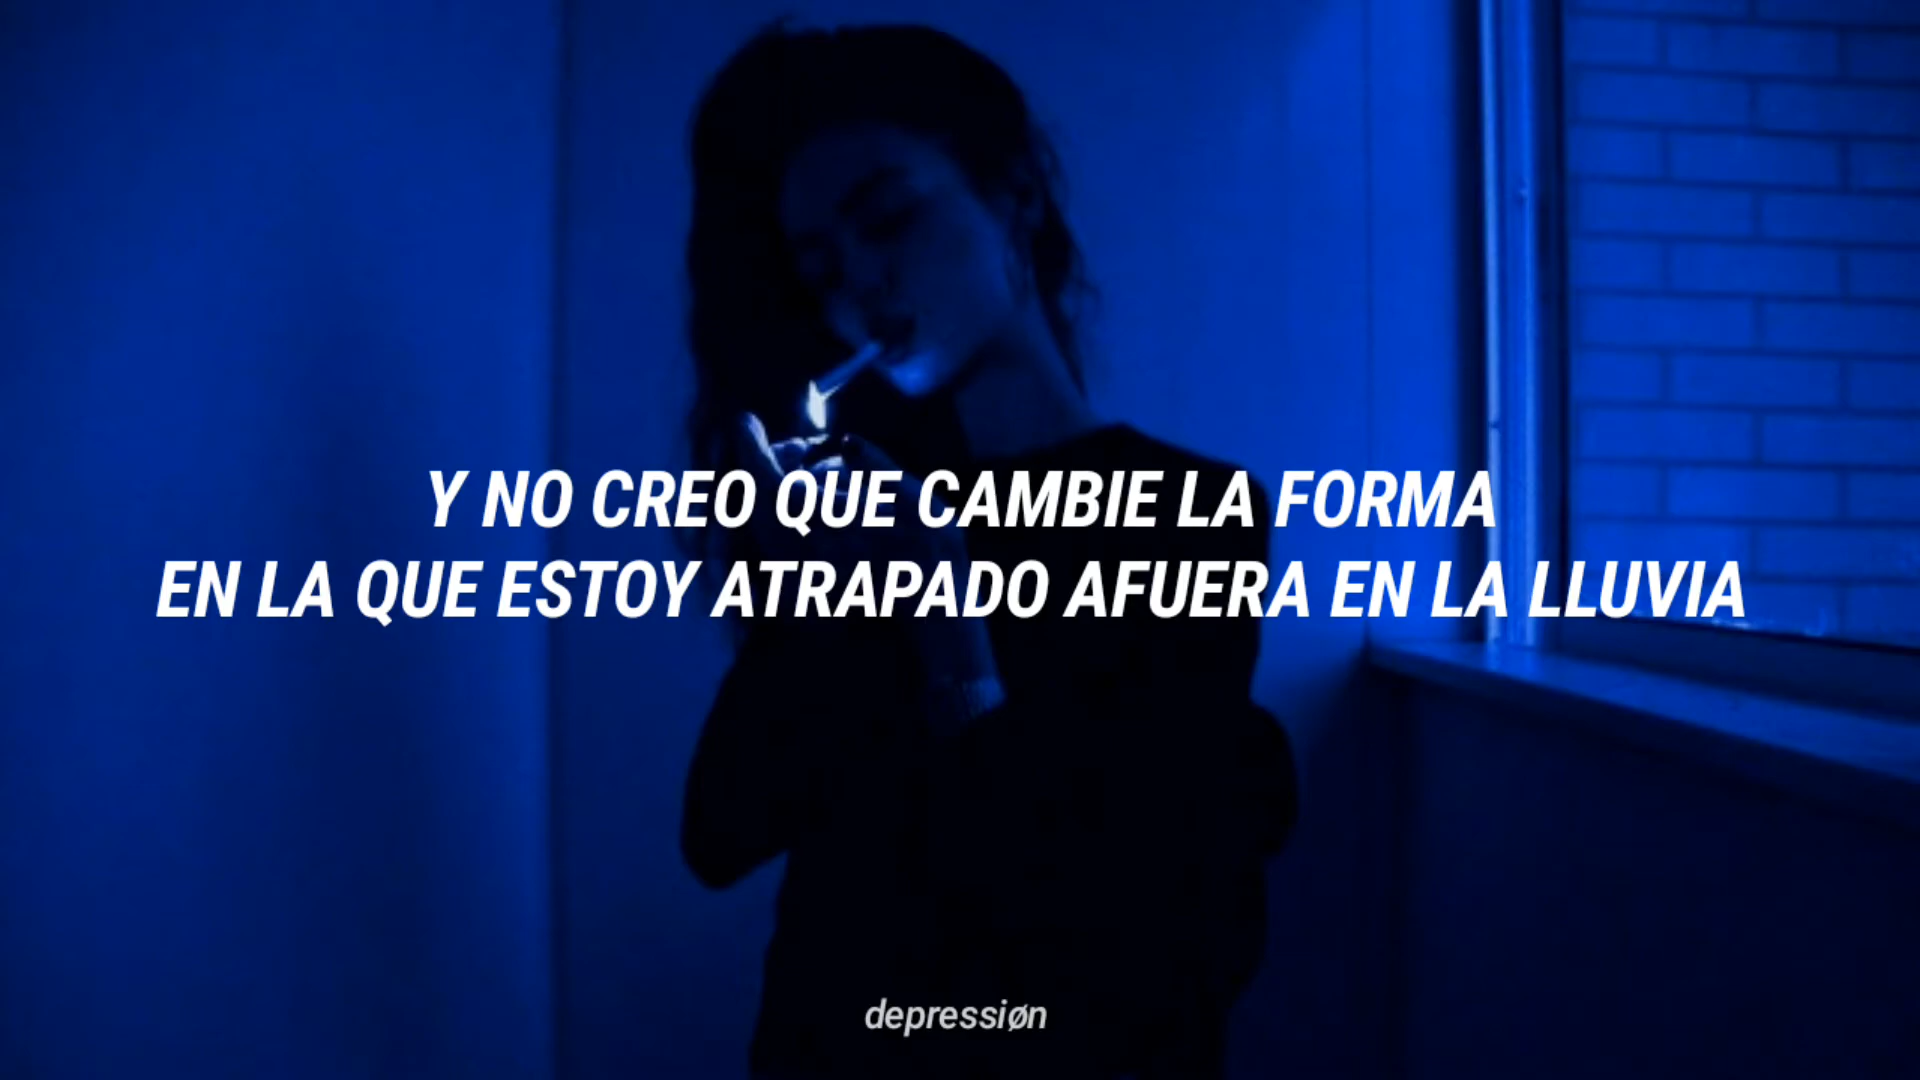 Y NO CREO QUE CAMBIE LA FORMA
EN LA QUE ESTOY ATRAPADO AFUERA EN LA LLUVIA
depressiøn